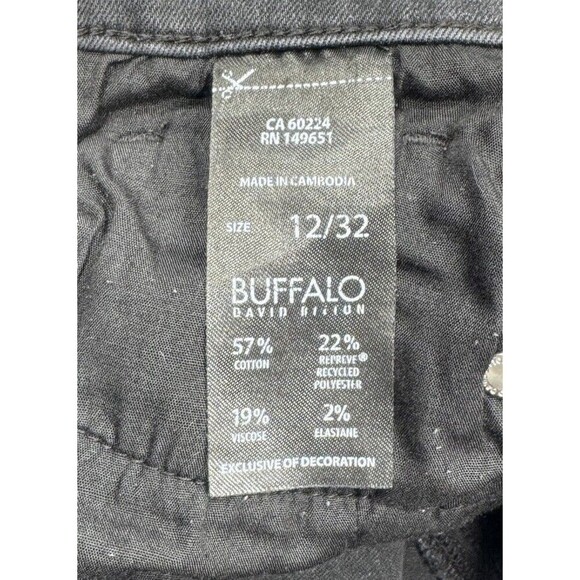 CA 60224
RN 149651
MADE IN CAMBODIA
SIZE 12/32
BUFFALO
DAVID BITTON
57% 22%
COTTON REPREVE®
RECYCLED
POLYESTER
19% 2%
VISCOSE ELASTANE
EXCLUSIVE OF DECORATION